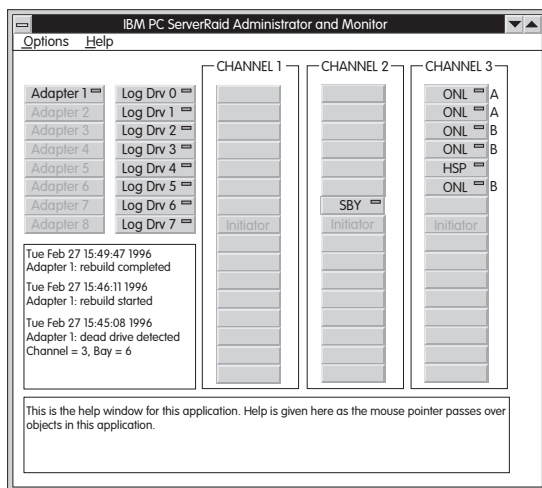 IBM PC ServerRaid Administrator and Monitor
Options Help
CHANNEL 1 CHANNEL 2 CHANNEL 3
Adapter 1 Log Drv 0 ONL A
Adapter 2 Log Drv 1 ONL A
Adapter 3 Log Drv 2 ONL B
Adapter 4 Log Drv 3 ONL B
Adapter 5 Log Drv 4 HSP
Adapter 6 Log Drv 5 ONL B
Adapter 7 Log Drv 6 SBY
Adapter 8 Log Drv 7 Initiator Initiator Initiator
Tue Feb 27 15:49:47 1996
Adapter 1: rebuild completed
Tue Feb 27 15:46:11 1996
Adapter 1: rebuild started
Tue Feb 27 15:45:08 1996
Adapter 1: dead drive detected
Channel = 3, Bay = 6
This is the help window for this application. Help is given here as the mouse pointer passes over
objects in this application.